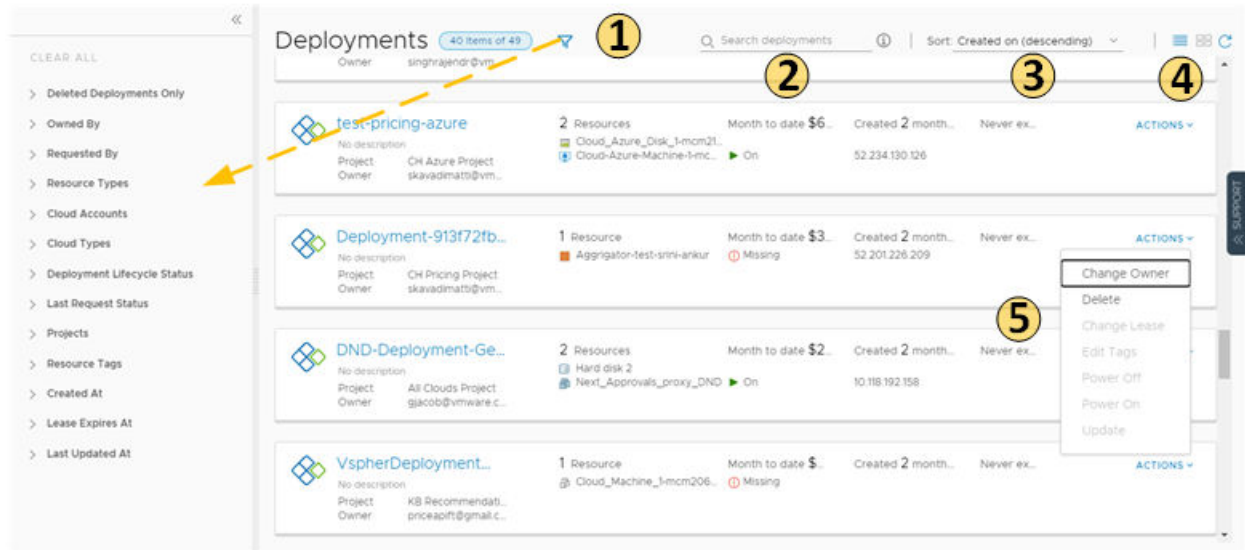 CLEAR ALL
Deleted Deployments Only
Owned By
Requested By
Resource Types
Cloud Accounts
Cloud Types
Deployment Lifecycle Status
Last Request Status
Projects
Resource Tags
Created At
Lease Expires At
Last Updated At
Deployments 40 Items of 49 1 Search deployments Sort: Created on (descending)
2 3 4
Owner singhrajendr@vm...
test-pricing-azure 2 Resources Month to date $6... Created 2 month... Never ex... ACTIONS
No description Cloud_Azure_Disk_1-mcm21...
Cloud-Azure-Machine-1-mc... On 52.234.130.126
Project CH Azure Project
Owner skavadimatti@vm...
SUPPORT
Deployment-913f72fb... 1 Resource Month to date $3... Created 2 month... Never ex... ACTIONS
No description Aggrigator-test-srini-ankur Missing 52.201.226.209
Project CH Pricing Project
Owner skavadimatti@vm...
Change Owner
Delete
Change Lease
Edit Tags
Power Off
Power On
Update
5
DND-Deployment-Ge... 2 Resources Month to date $2... Created 2 month... Never ex...
No description Hard disk 2
Next_Approvals_proxy_DND On 10.118.192.158
Project All Clouds Project
Owner gjacob@vmware.c...
VspherDeployment... 1 Resource Month to date $... Created 2 month... Never ex... ACTIONS
No description Cloud_Machine_1-mcm206... Missing
Project KB Recommendati...
Owner priceapift@gmail.c...